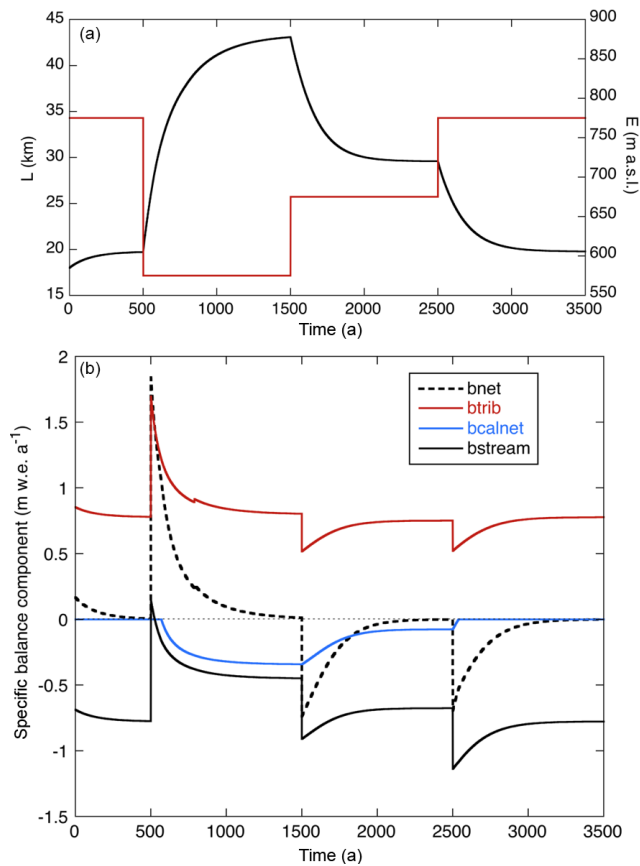 (a)
45
40
35
30
25
20
15
L (km)
900
850
800
750
700
650
600
550
E (m a.s.l.)
0 500 1000 1500 2000 2500 3000 3500
Time (a)
(b)
2
1.5
1
0.5
0
-0.5
-1
-1.5
Specific balance component (m w.e. a⁻¹)
bnet
btrib
bcalnet
bstream
0 500 1000 1500 2000 2500 3000 3500
Time (a)